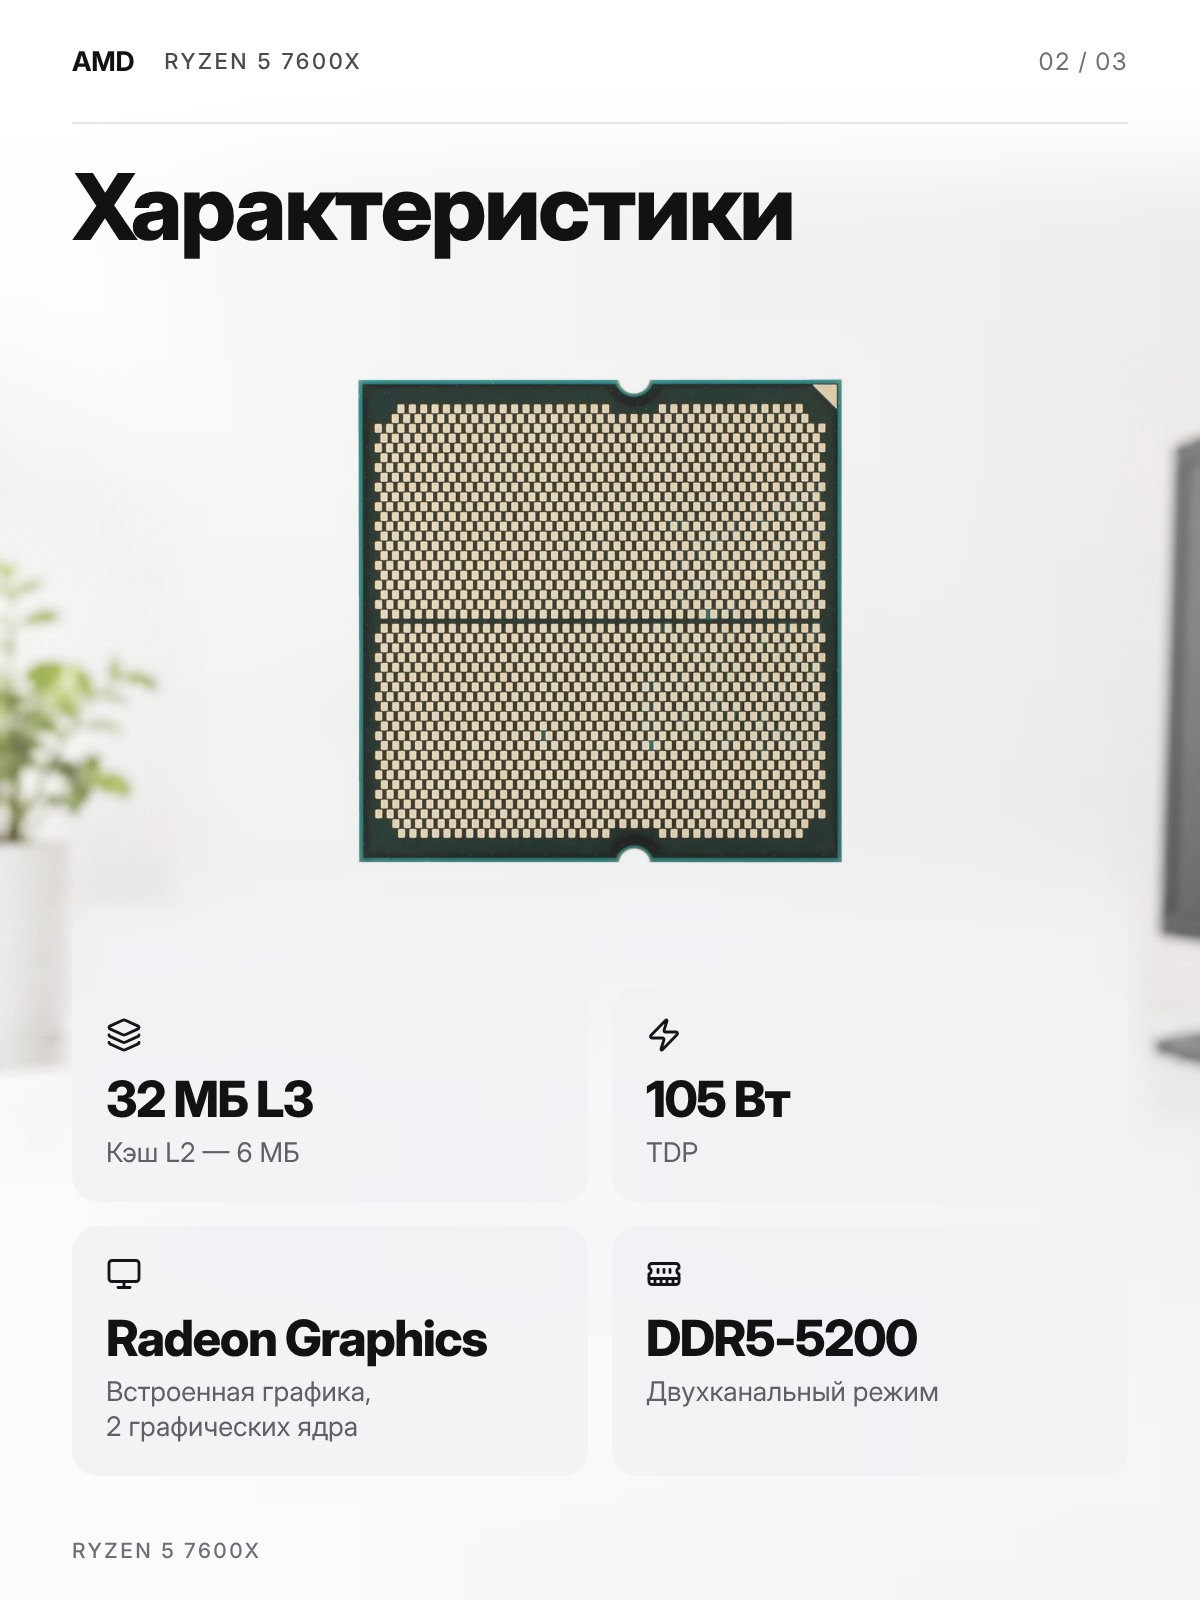 AMD RYZEN 5 7600X 02 / 03
Характеристики
32 МБ L3
Кэш L2 — 6 МБ
105 Вт
TDP
Radeon Graphics
Встроенная графика,
2 графических ядра
DDR5-5200
Двухканальный режим
RYZEN 5 7600X